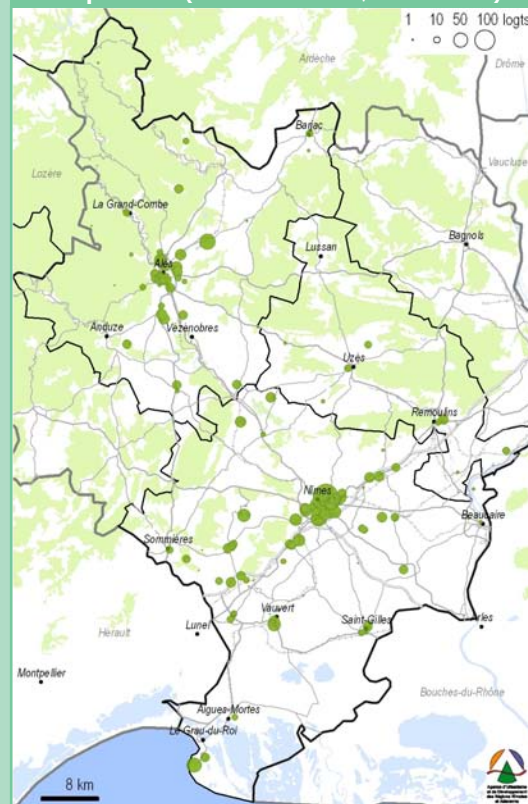 1 10 50 100 logts
Ardèche
Drôme
Barjac
Vaucluse
Lozère
La Grand-Combe
Bagnols
Lussan
Alès
Anduze
Vézénobres
Uzès
Remoulins
Nîmes
Beaucaire
Sommières
Vauvert
Saint-Gilles
Arles
Lunel
Hérault
Montpellier
Bouches-du-Rhône
Aigues-Mortes
Le Grau-du-Roi
8 km